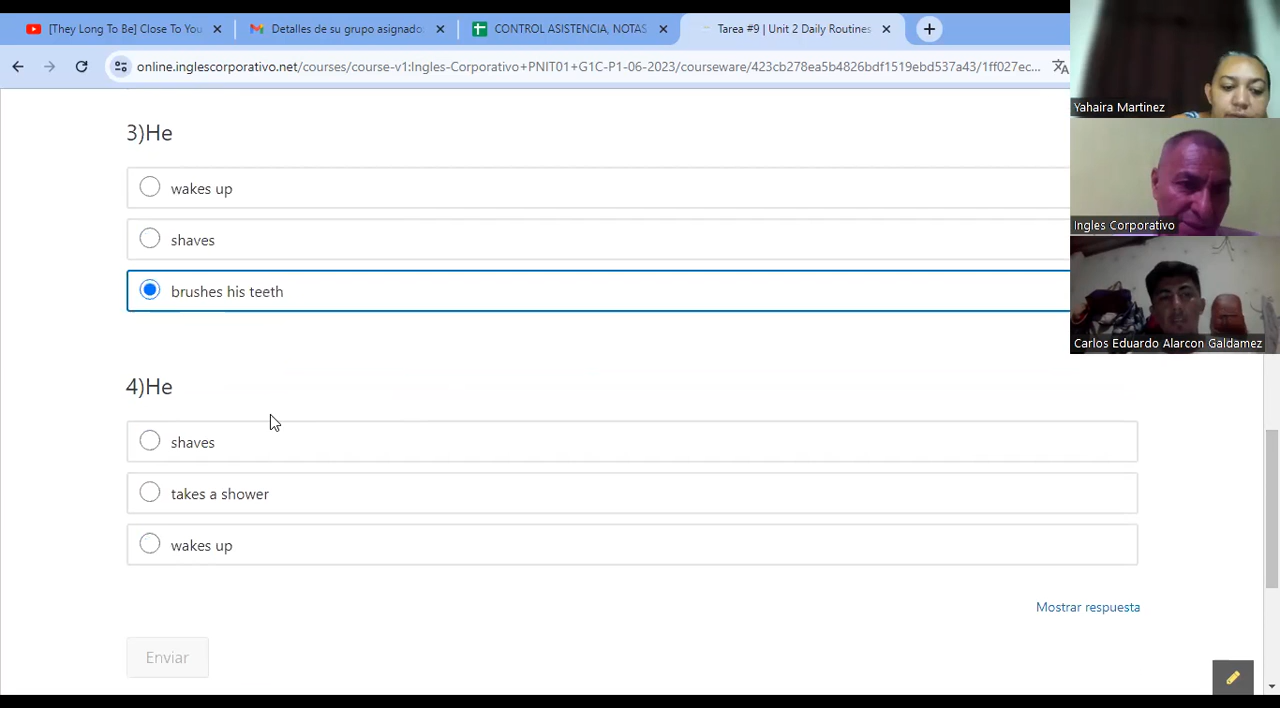 [They Long To Be] Close To You
Detalles de su grupo asignado
CONTROL ASISTENCIA, NOTAS
Tarea #9 | Unit 2 Daily Routines
online.inglescorporativo.net/courses/course-v1:Ingles-Corporativo+PNIT01+G1C-P1-06-2023/courseware/423cb278ea5b4826bdf1519ebd537a43/1ff027ec...
Yahaira Martinez
3)He
wakes up
Ingles Corporativo
shaves
brushes his teeth
Carlos Eduardo Alarcon Galdamez
4)He
shaves
takes a shower
wakes up
Mostrar respuesta
Enviar